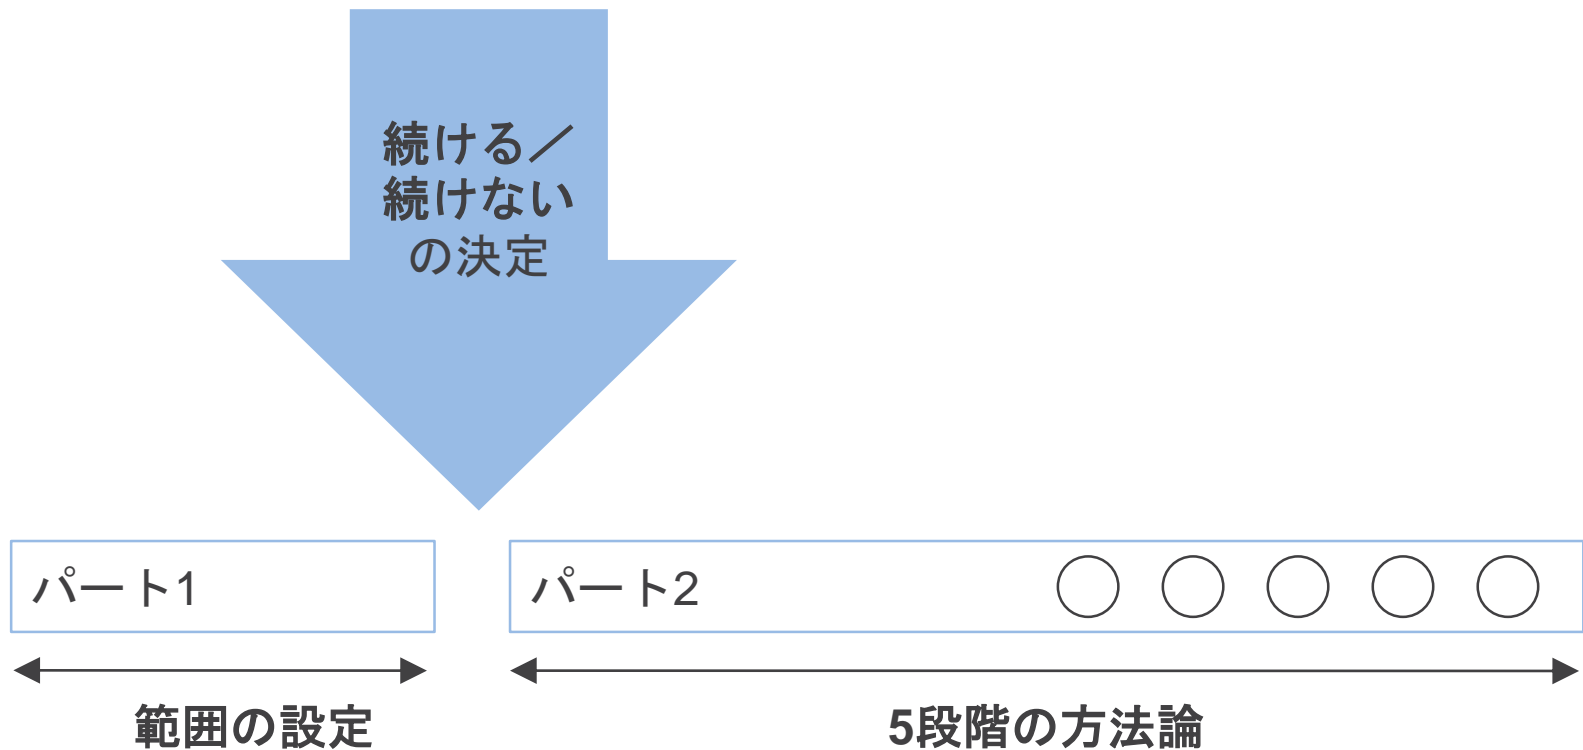 続ける／
続けない
の決定
パート1
パート2
範囲の設定
5段階の方法論